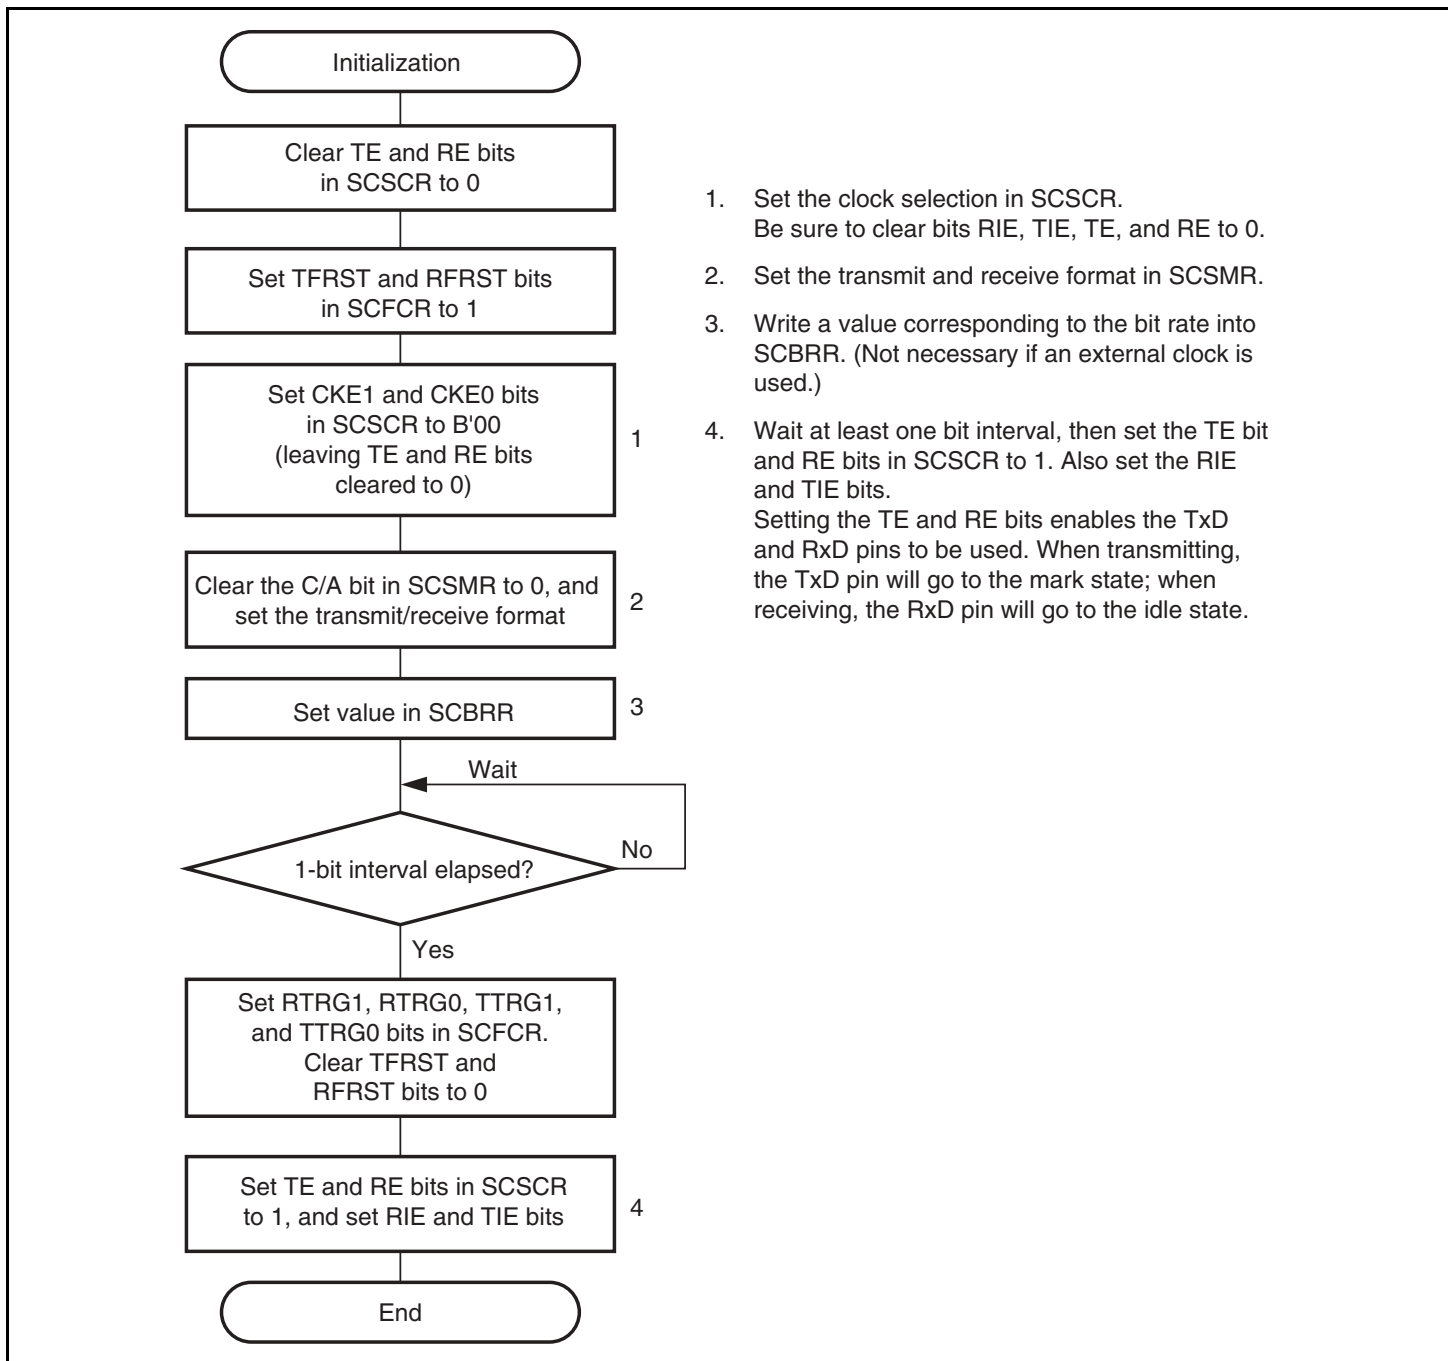 Initialization
Clear TE and RE bits
in SCSCR to 0
Set TFRST and RFRST bits
in SCFCR to 1
Set CKE1 and CKE0 bits
in SCSCR to B'00
(leaving TE and RE bits
cleared to 0)
1
Clear the C/A bit in SCSMR to 0, and
set the transmit/receive format
2
Set value in SCBRR
3
Wait
1-bit interval elapsed?
No
Yes
Set RTRG1, RTRG0, TTRG1,
and TTRG0 bits in SCFCR.
Clear TFRST and
RFRST bits to 0
Set TE and RE bits in SCSCR
to 1, and set RIE and TIE bits
4
End
1. Set the clock selection in SCSCR.
Be sure to clear bits RIE, TIE, TE, and RE to 0.
2. Set the transmit and receive format in SCSMR.
3. Write a value corresponding to the bit rate into
SCBRR. (Not necessary if an external clock is
used.)
4. Wait at least one bit interval, then set the TE bit
and RE bits in SCSCR to 1. Also set the RIE
and TIE bits.
Setting the TE and RE bits enables the TxD
and RxD pins to be used. When transmitting,
the TxD pin will go to the mark state; when
receiving, the RxD pin will go to the idle state.